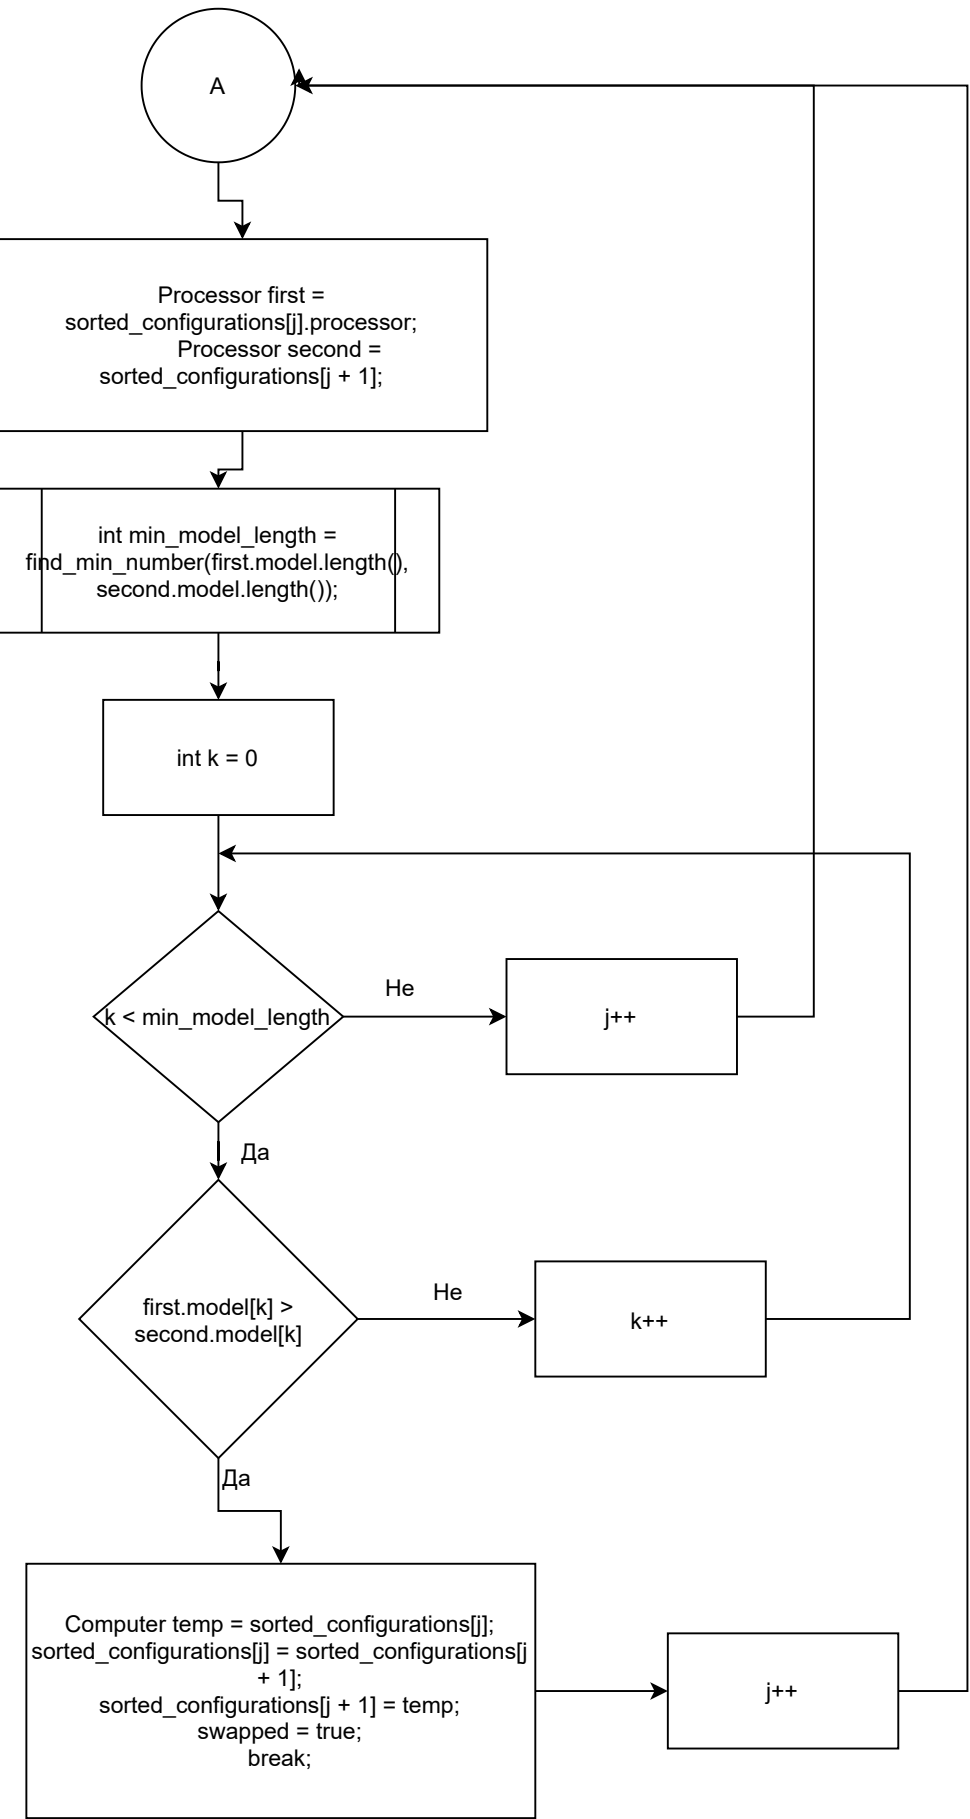 A
Processor first =
sorted_configurations[j].processor;
Processor second =
sorted_configurations[j + 1];
int min_model_length =
find_min_number(first.model.length(),
second.model.length());
int k = 0
k < min_model_length
Не
j++
Да
first.model[k] >
second.model[k]
Не
k++
Да
Computer temp = sorted_configurations[j];
sorted_configurations[j] = sorted_configurations[j
+ 1];
sorted_configurations[j + 1] = temp;
swapped = true;
break;
j++